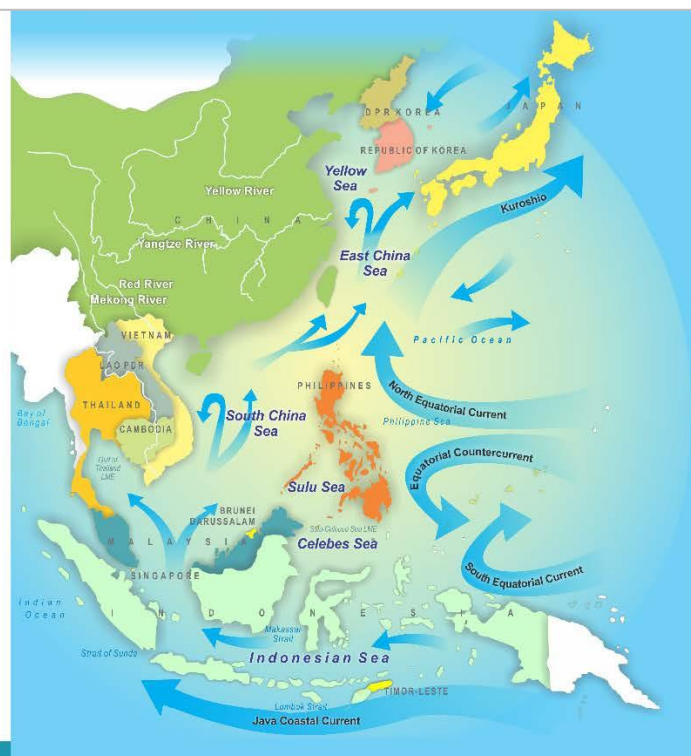 DPR KOREA
JAPAN
REPUBLIC OF KOREA
Yellow
Sea
Yellow River
Kuroshio
CHINA
Yangtze River
East China
Sea
Red River
Mekong River
VIETNAM
Pacific Ocean
LAO PDR
PHILIPPINES
THAILAND
North Equatorial Current
Bay of
Bengal
South China
Sea
Philippine Sea
CAMBODIA
Equatorial Countercurrent
Gulf of
Thailand
LME
Sulu Sea
BRUNEI
DARUSSALAM
Sulu-Celebes Sea LME
MALAYSIA
Celebes Sea
South Equatorial Current
SINGAPORE
Indian
Ocean
INDONESIA
Makassar
Strait
Strait of Sunda
Indonesian Sea
TIMOR-LESTE
Lombok Strait
Java Coastal Current